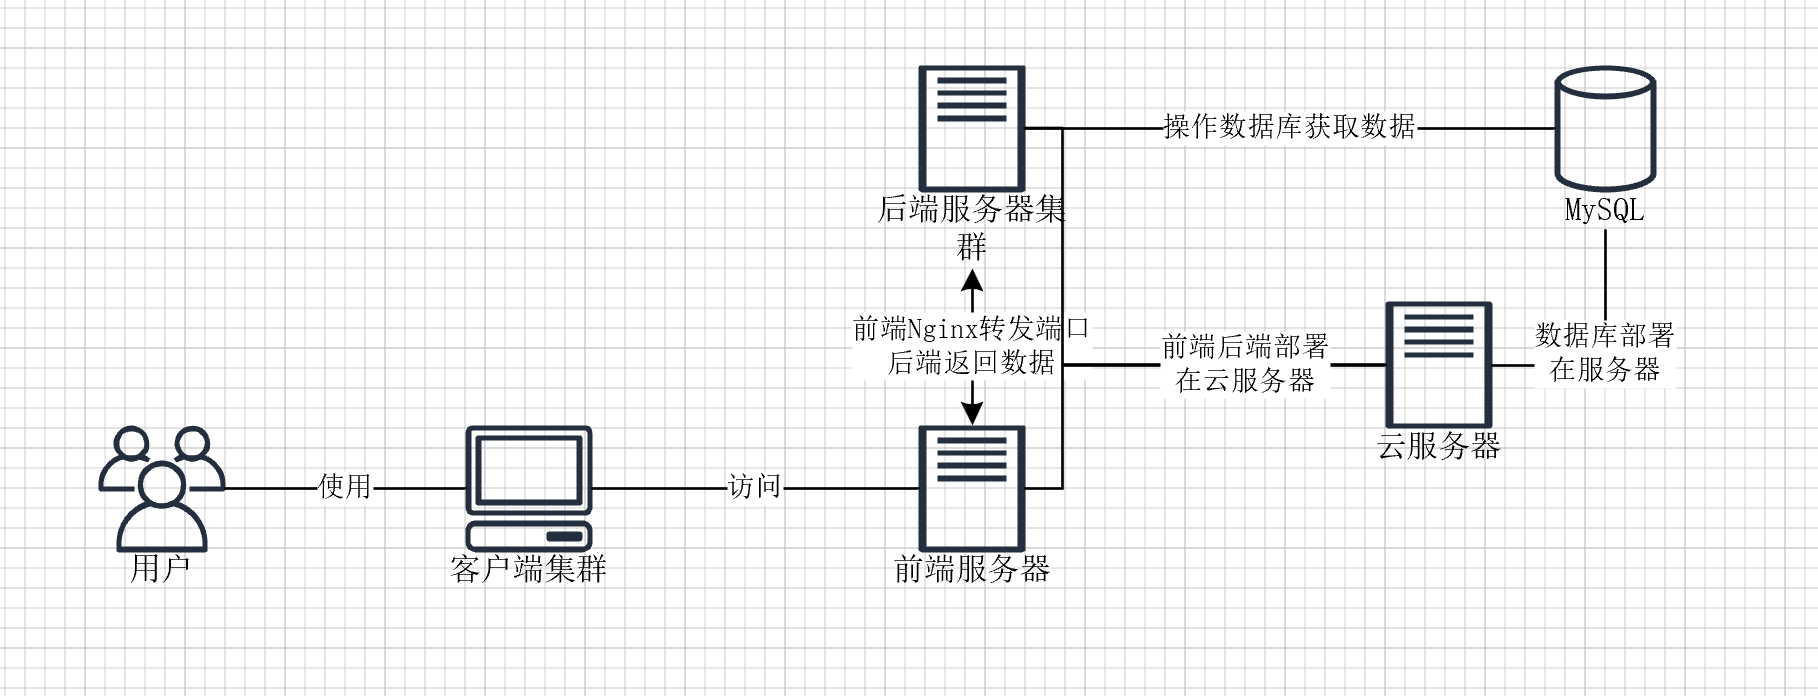 操作数据库获取数据
后端服务器集
群
MySQL
前端Nginx转发端口
后端返回数据
前端后端部署
在云服务器
数据库部署
在服务器
云服务器
使用
访问
用户
客户端集群
前端服务器